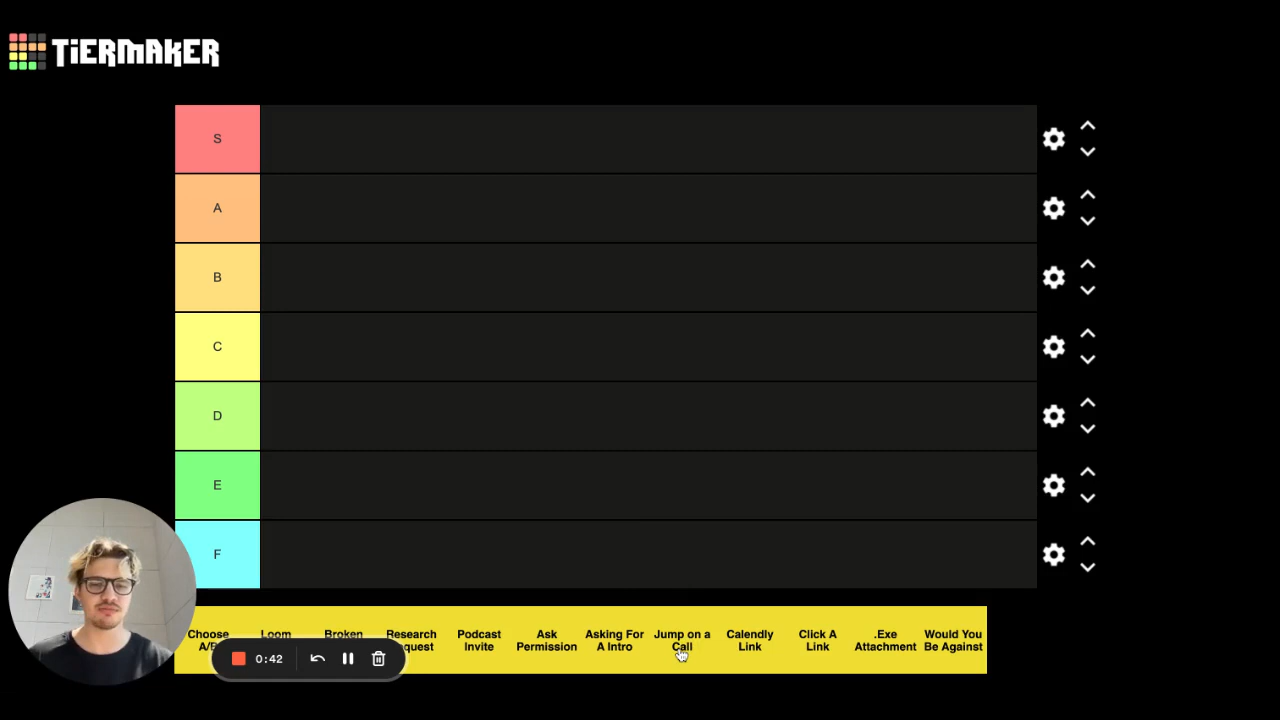 TiERMAKER
S
A
B
C
D
E
F
Choose
Loom
Broken
Research
Podcast
Invite
Ask
Permission
Asking For
A Intro
Jump on a
Call
Calendly
Link
Click A
Link
.Exe
Attachment
Would You
Be Against
0:42